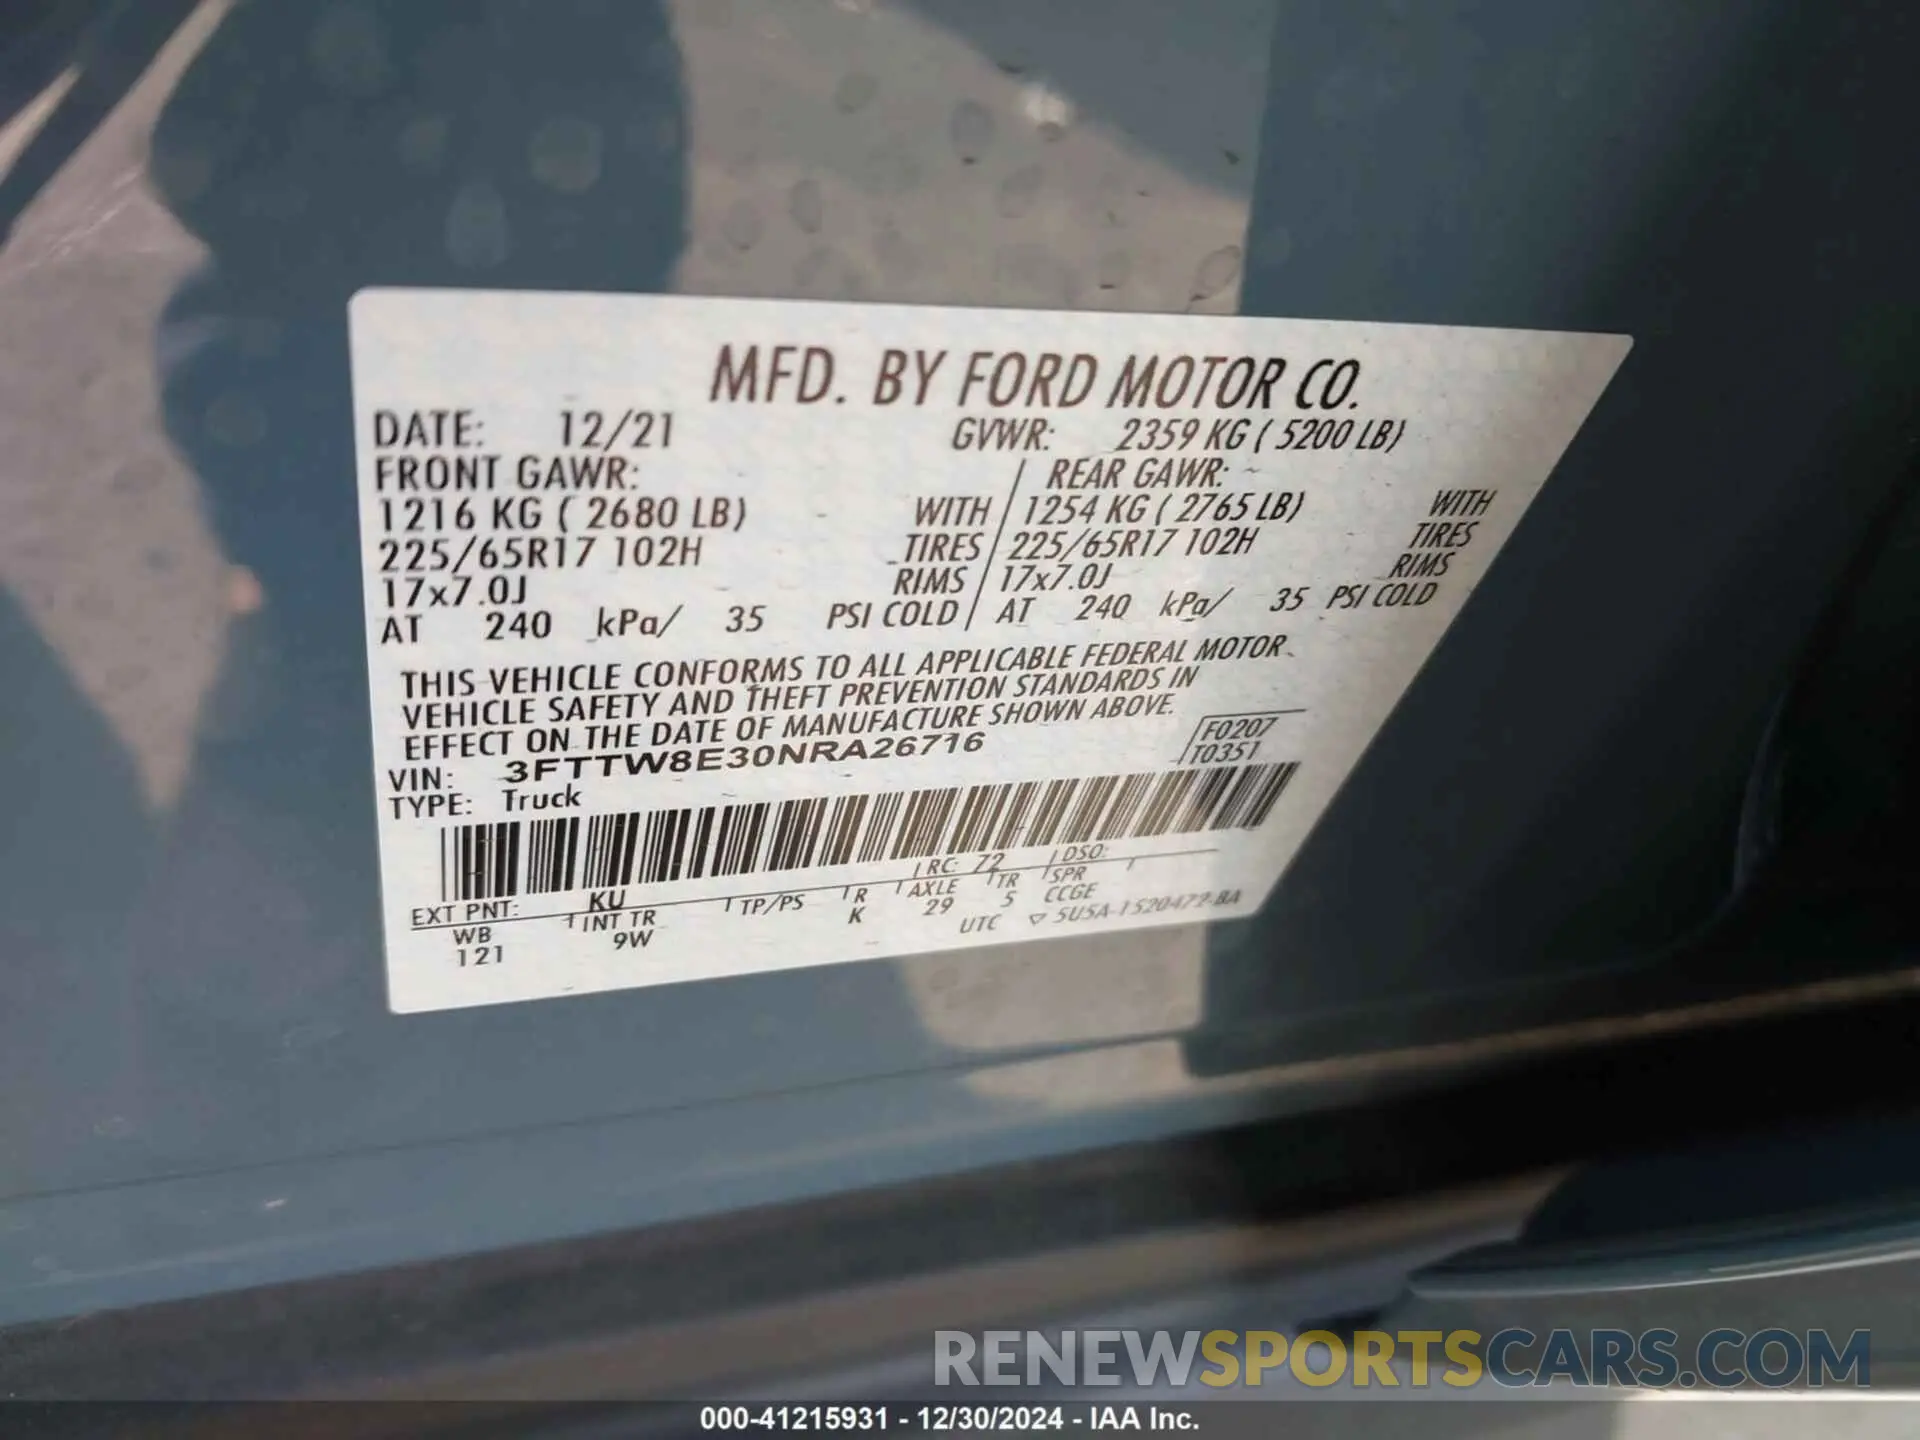 MFD. BY FORD MOTOR CO.
DATE: 12/21 GVWR: 2359 KG ( 5200 LB)
FRONT GAWR: / REAR GAWR:
1216 KG ( 2680 LB) WITH / 1254 KG ( 2765 LB) WITH
225/65R17 102H TIRES / 225/65R17 102H TIRES
17x7.0J RIMS / 17x7.0J RIMS
AT 240 kPa/ 35 PSI COLD / AT 240 kPa/ 35 PSI COLD
THIS VEHICLE CONFORMS TO ALL APPLICABLE FEDERAL MOTOR
VEHICLE SAFETY AND THEFT PREVENTION STANDARDS IN
EFFECT ON THE DATE OF MANUFACTURE SHOWN ABOVE.
VIN: 3FTTW8E30NRA26716 F0207
TYPE: Truck T0351
EXT PNT: KU RC: 72 DSO:
WB INT TR TP/PS R AXLE TR SPR
121 9W K 29 5 CCGE
UTC ▽ 5U5A-1520472-BA
RENEWSPORTSCARS.COM
000-41215931 - 12/30/2024 - IAA Inc.